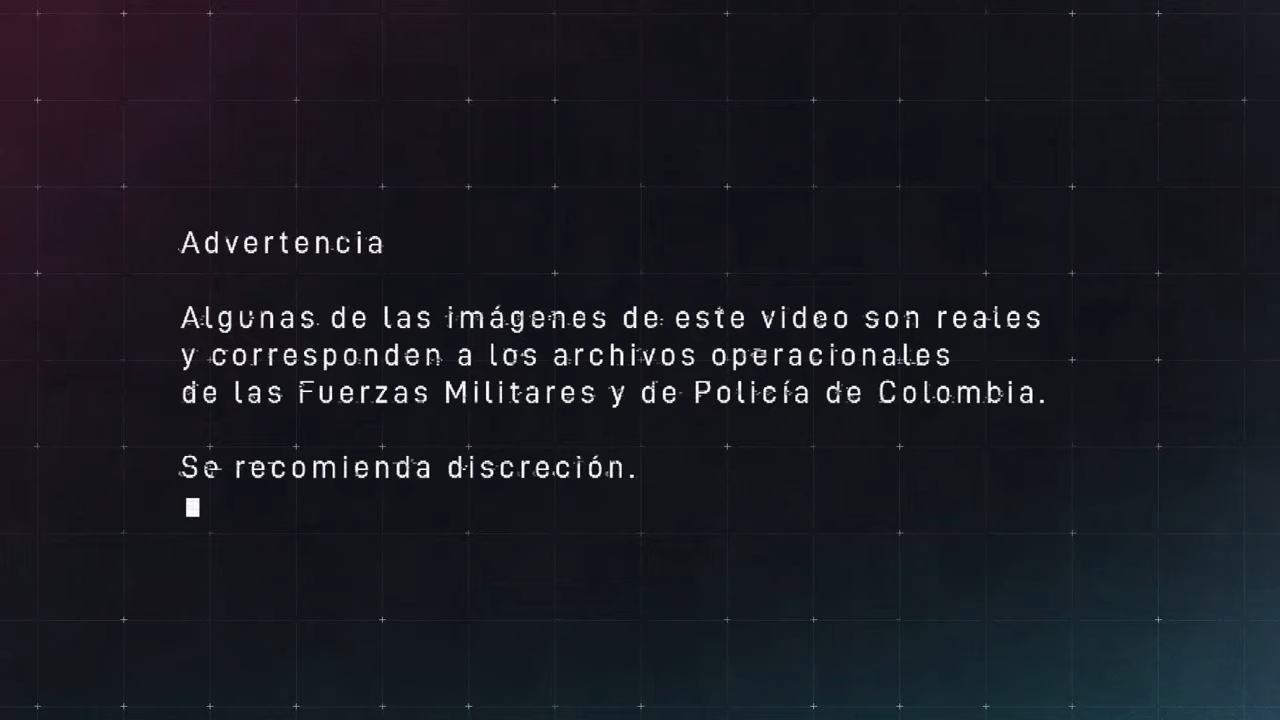 Advertencia
Algunas de las imágenes de este video son reales
y corresponden a los archivos operacionales
de las Fuerzas Militares y de Policía de Colombia.
Se recomienda discreción.